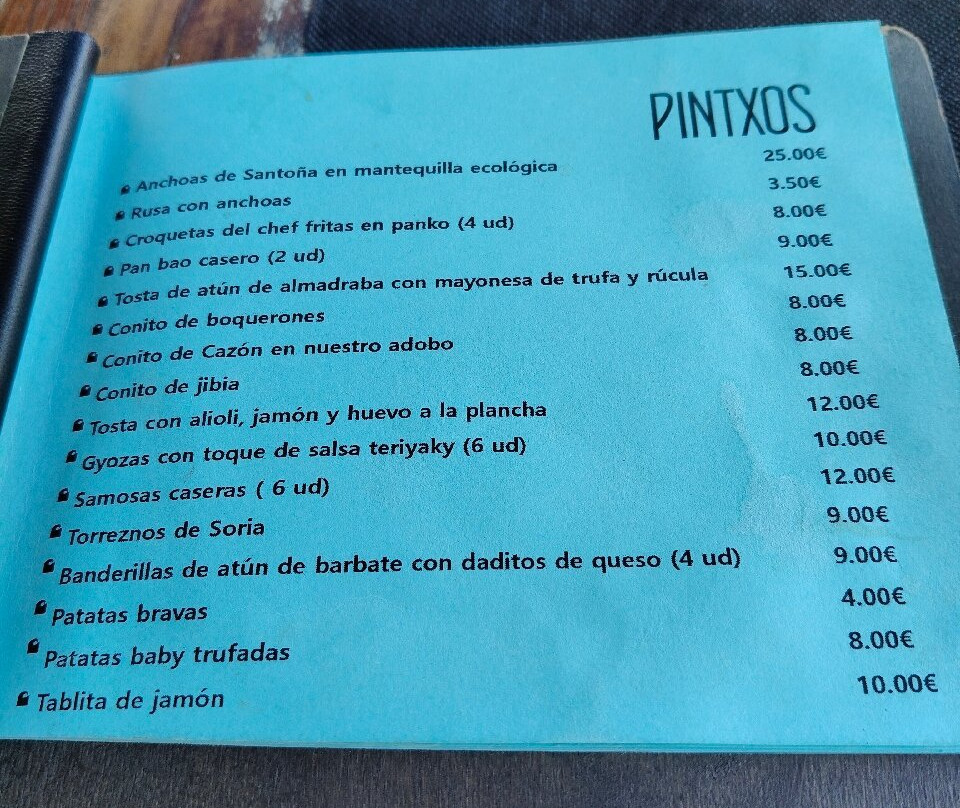 PINTXOS
Anchoas de Santoña en mantequilla ecológica 25.00€
Rusa con anchoas 3.50€
Croquetas del chef fritas en panko (4 ud) 8.00€
Pan bao casero (2 ud) 9.00€
Tosta de atún de almadraba con mayonesa de trufa y rúcula 15.00€
Conito de boquerones 8.00€
Conito de Cazón en nuestro adobo 8.00€
Conito de jibia 8.00€
Tosta con alioli, jamón y huevo a la plancha 12.00€
Gyozas con toque de salsa teriyaky (6 ud) 10.00€
Samosas caseras ( 6 ud) 12.00€
Torreznos de Soria 9.00€
Banderillas de atún de barbate con daditos de queso (4 ud) 9.00€
Patatas bravas 4.00€
Patatas baby trufadas 8.00€
Tablita de jamón 10.00€